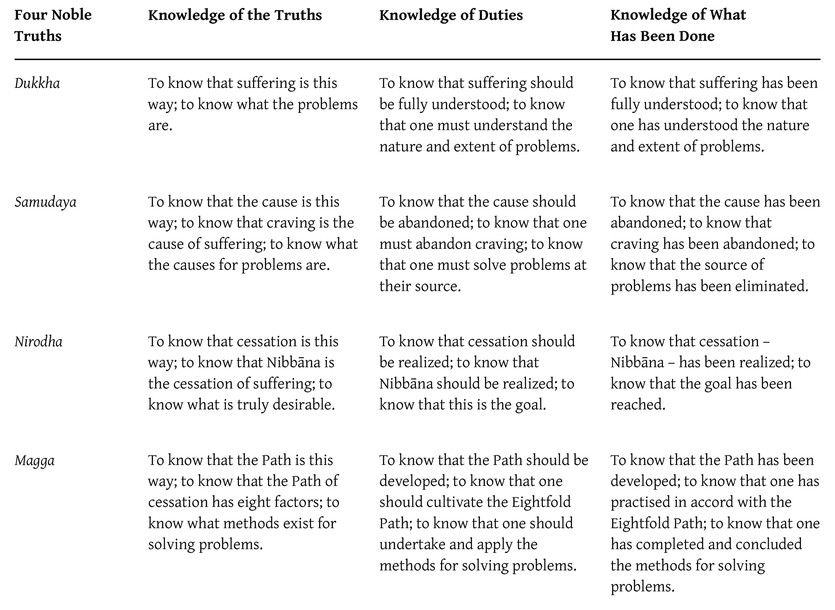 Four Noble
Truths
Knowledge of the Truths
Knowledge of Duties
Knowledge of What
Has Been Done
Dukkha
To know that suffering is this
way; to know what the problems
are.
To know that suffering should
be fully understood; to know
that one must understand the
nature and extent of problems.
To know that suffering has been
fully understood; to know that
one has understood the nature
and extent of problems.
Samudaya
To know that the cause is this
way; to know that craving is the
cause of suffering; to know what
the causes for problems are.
To know that the cause should
be abandoned; to know that one
must abandon craving; to know
that one must solve problems at
their source.
To know that the cause has been
abandoned; to know that
craving has been abandoned; to
know that the source of
problems has been eliminated.
Nirodha
To know that cessation is this
way; to know that Nibbāna is
the cessation of suffering; to
know what is truly desirable.
To know that cessation should
be realized; to know that
Nibbāna should be realized; to
know that this is the goal.
To know that cessation –
Nibbāna – has been realized; to
know that the goal has been
reached.
Magga
To know that the Path is this
way; to know that the Path of
cessation has eight factors; to
know what methods exist for
solving problems.
To know that the Path should be
developed; to know that one
should cultivate the Eightfold
Path; to know that one should
undertake and apply the
methods for solving problems.
To know that the Path has been
developed; to know that one has
practised in accord with the
Eightfold Path; to know that one
has completed and concluded
the methods for solving
problems.